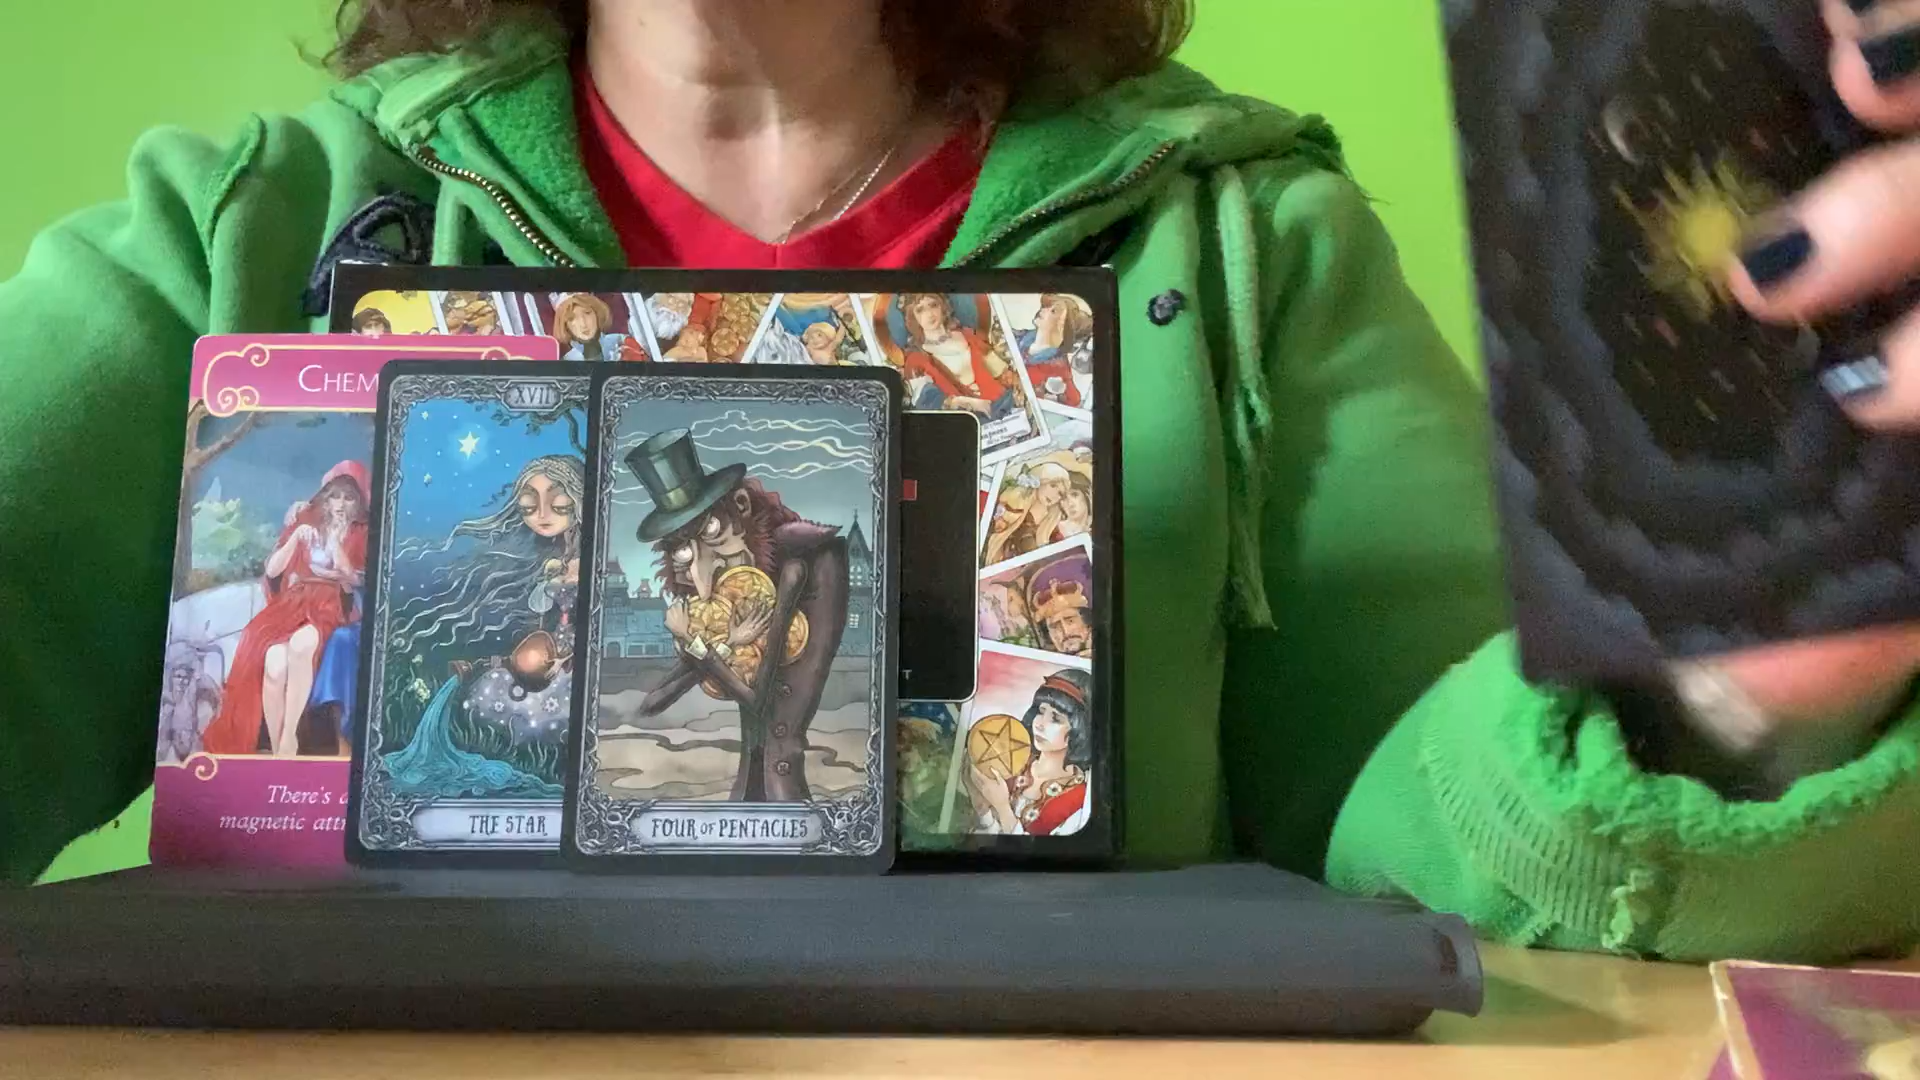 CHEM
There's a
magnetic attr
XVII
THE STAR
FOUR OF PENTACLES
T